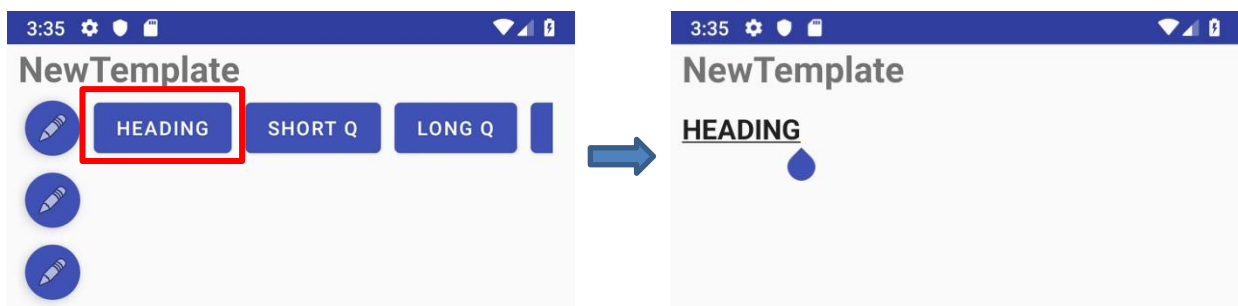 3:35
NewTemplate
HEADING SHORT Q LONG Q
3:35
NewTemplate
HEADING